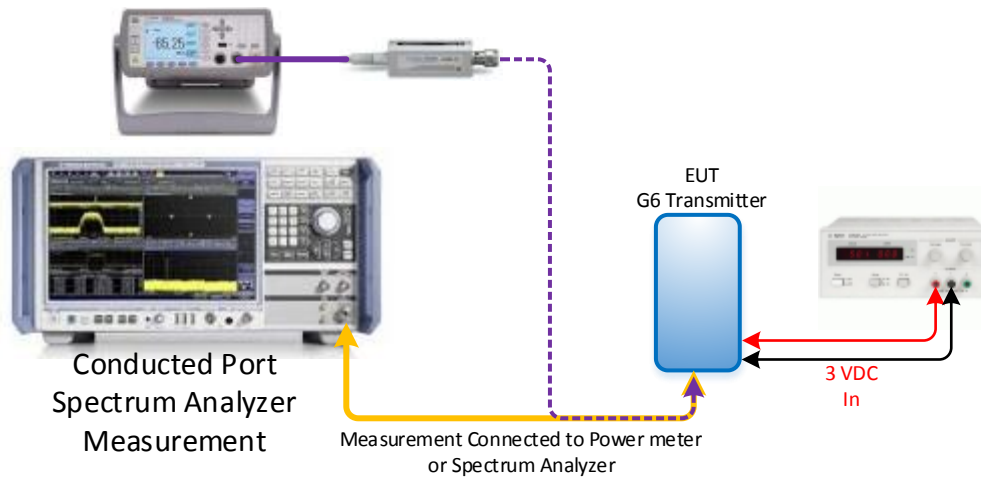 -65.25
EUT
G6 Transmitter
Conducted Port
Spectrum Analyzer
Measurement
3 VDC
In
Measurement Connected to Power meter
or Spectrum Analyzer